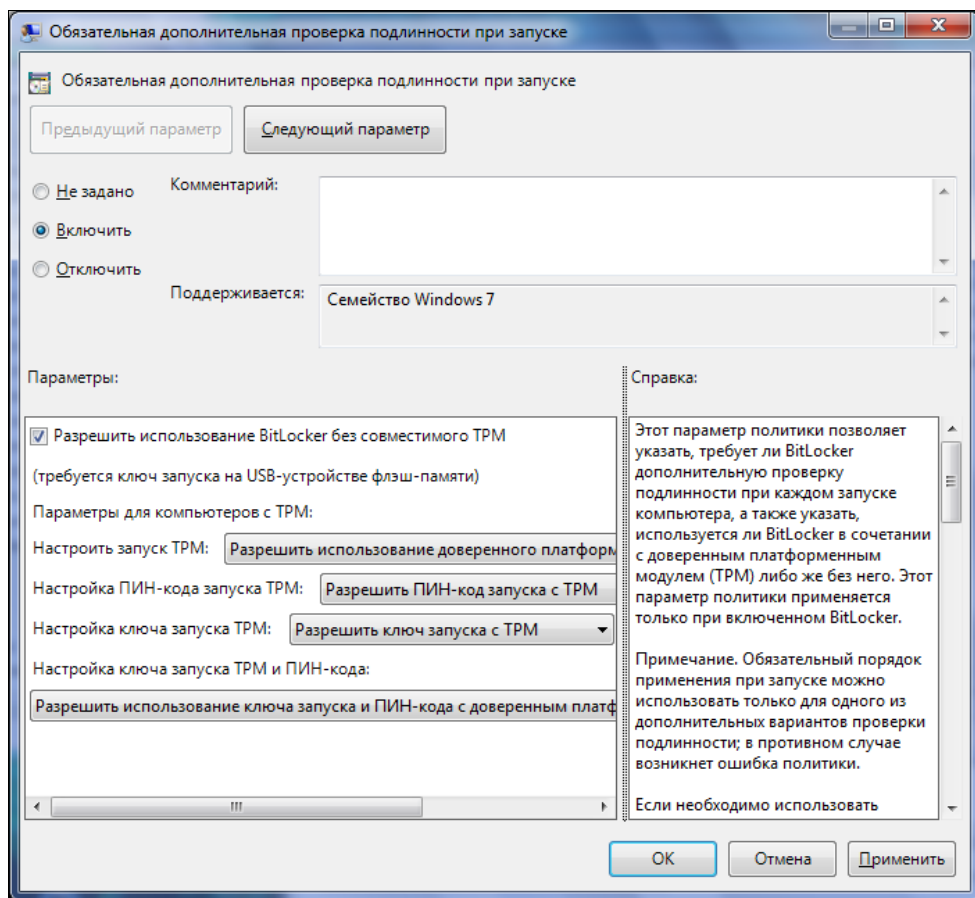 Обязательная дополнительная проверка подлинности при запуске
Обязательная дополнительная проверка подлинности при запуске
Предыдущий параметр
Следующий параметр
Не задано
Комментарий:
Включить
Отключить
Поддерживается:
Семейство Windows 7
Параметры:
Справка:
Разрешить использование BitLocker без совместимого TPM
(требуется ключ запуска на USB-устройстве флэш-памяти)
Параметры для компьютеров с TPM:
Настроить запуск TPM: Разрешить использование доверенного платформ
Настройка ПИН-кода запуска TPM: Разрешить ПИН-код запуска с TPM
Настройка ключа запуска TPM: Разрешить ключ запуска с TPM
Настройка ключа запуска TPM и ПИН-кода:
Разрешить использование ключа запуска и ПИН-кода с доверенным платф
Этот параметр политики позволяет
указать, требует ли BitLocker
дополнительную проверку
подлинности при каждом запуске
компьютера, а также указать,
используется ли BitLocker в сочетании
с доверенным платформенным
модулем (TPM) либо же без него. Этот
параметр политики применяется
только при включенном BitLocker.
Примечание. Обязательный порядок
применения при запуске можно
использовать только для одного из
дополнительных вариантов проверки
подлинности; в противном случае
возникнет ошибка политики.
Если необходимо использовать
ОК
Отмена
Применить